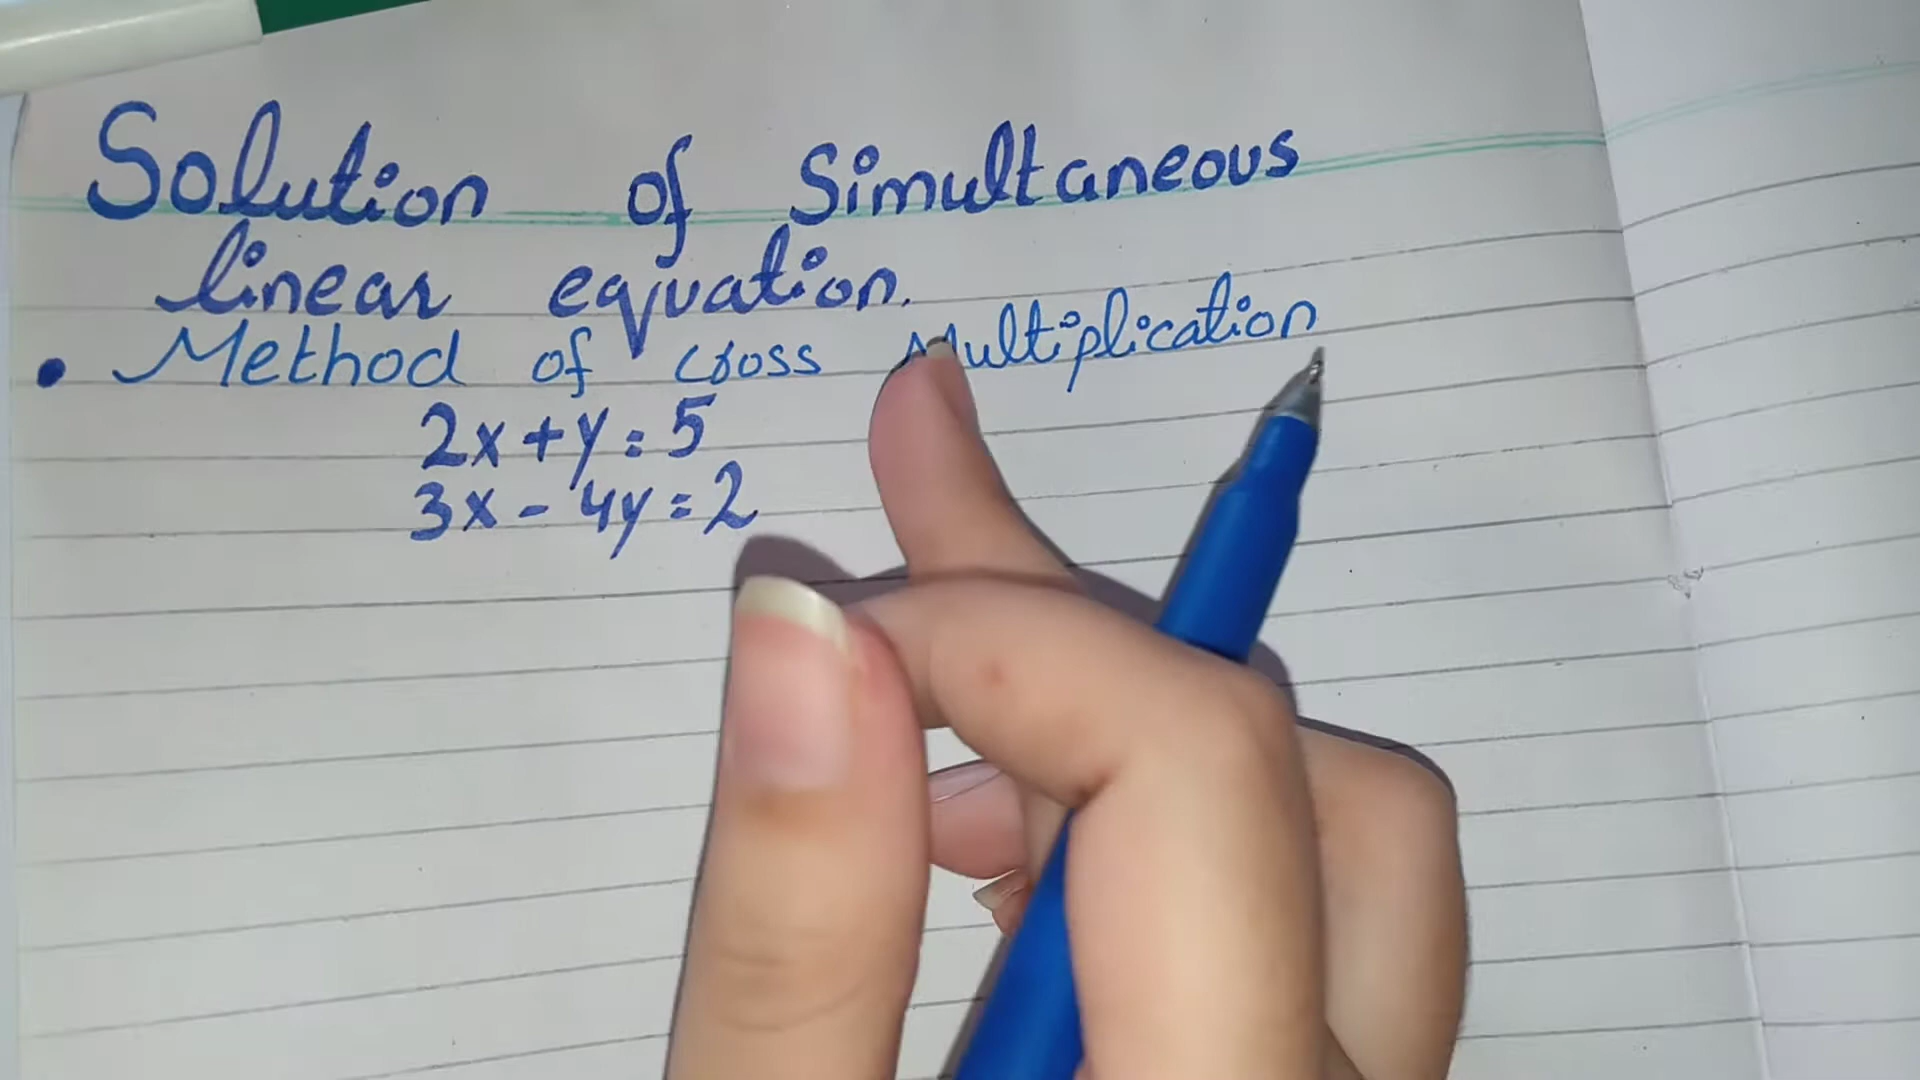 Solution of Simultaneous
linear equation.
• Method of cross Multiplication
2x+y=5
3x-4y=2